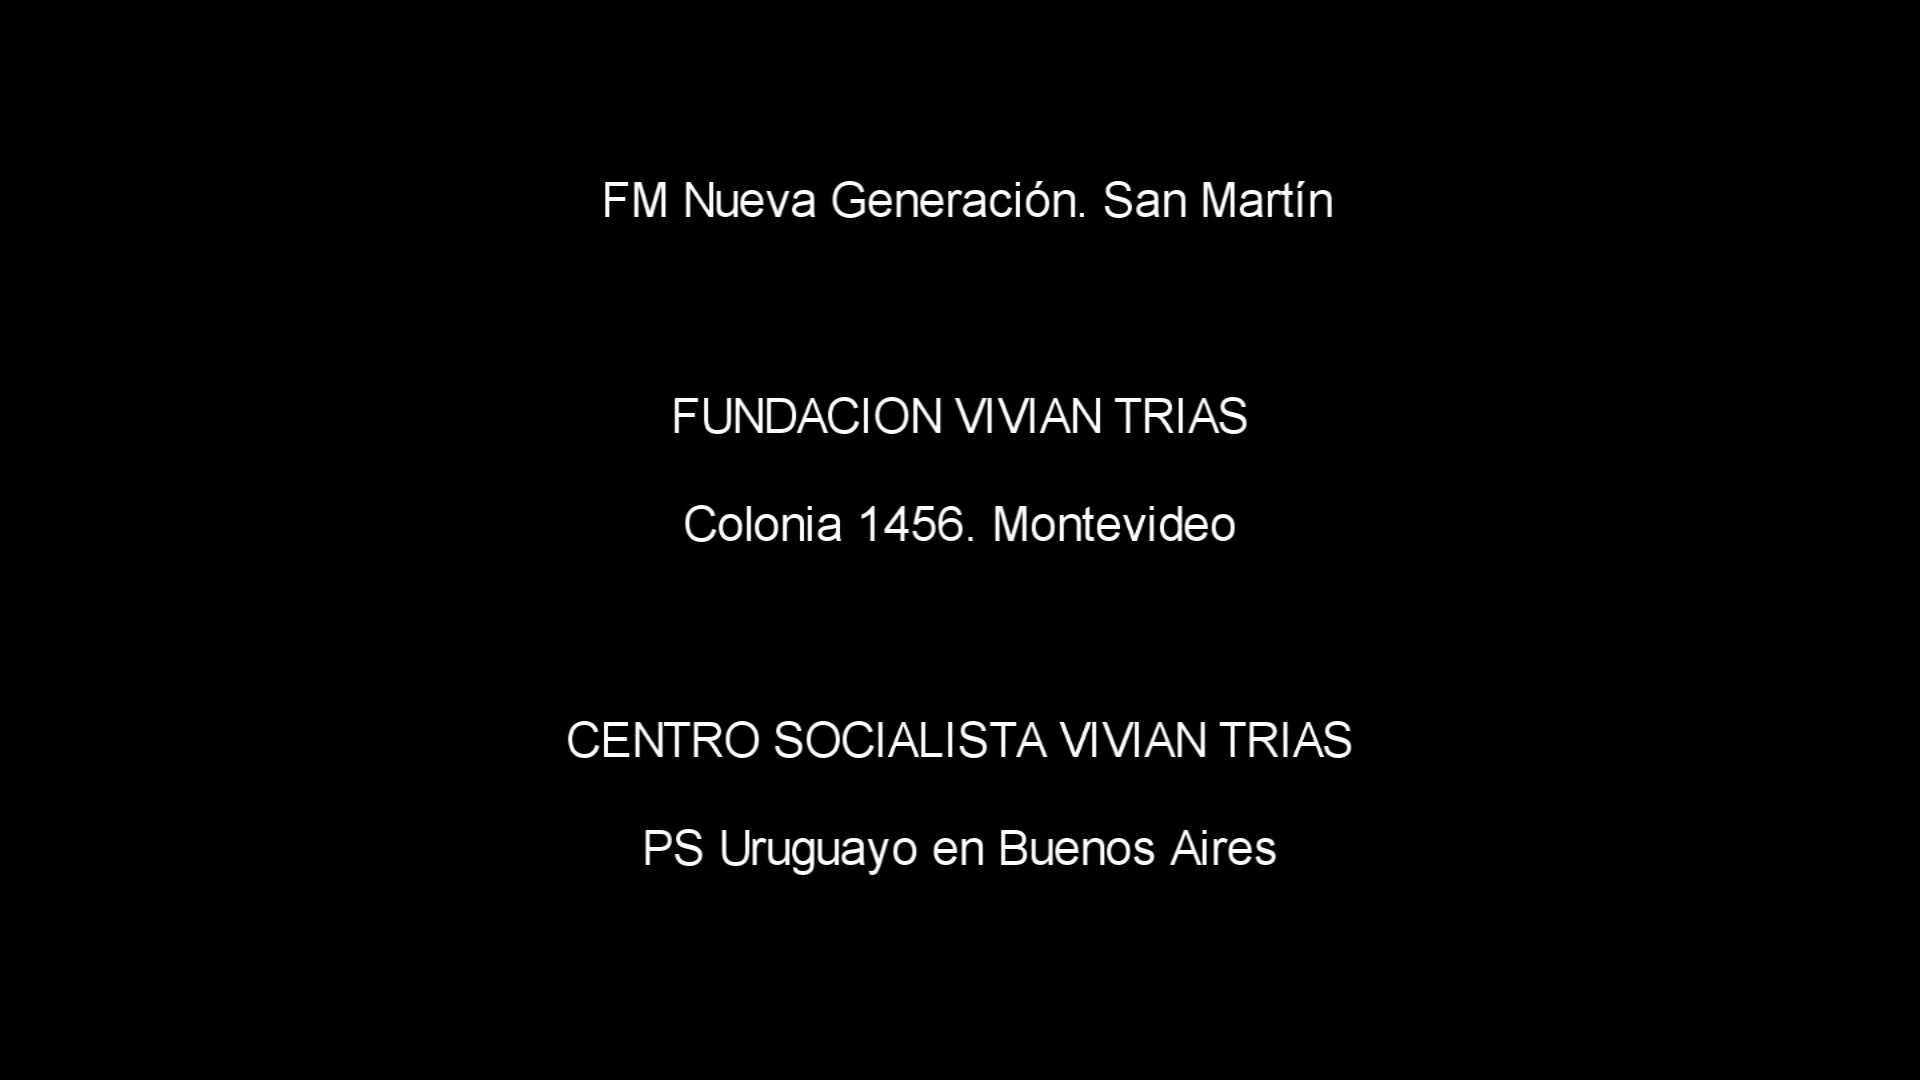 FM Nueva Generación. San Martín
FUNDACION VIVIAN TRIAS
Colonia 1456. Montevideo
CENTRO SOCIALISTA VIVIAN TRIAS
PS Uruguayo en Buenos Aires